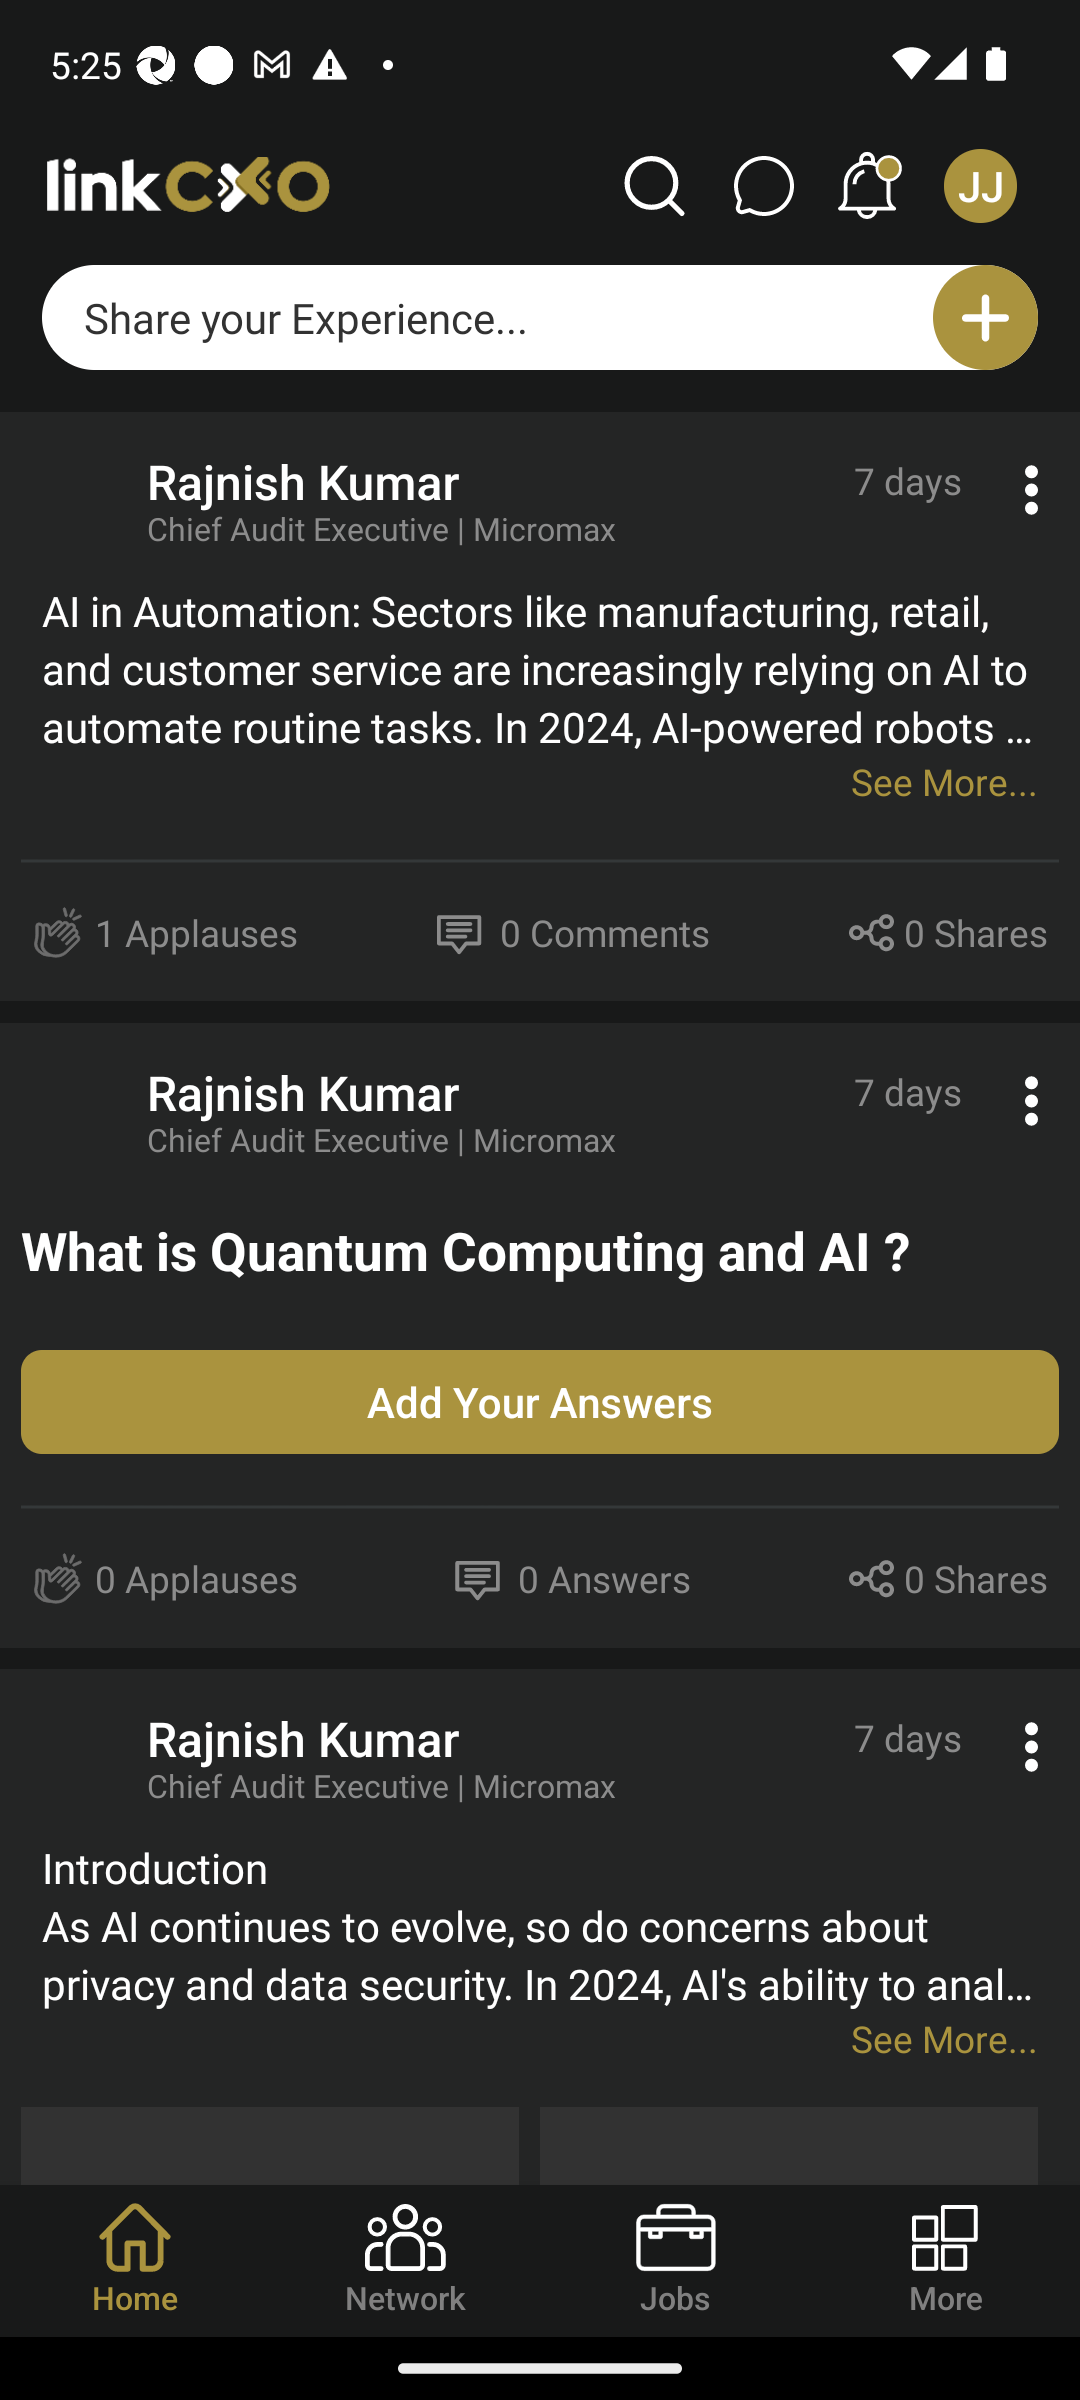 5:25
linkCXO
JJ
Share your Experience...
Rajnish Kumar
7 days
Chief Audit Executive | Micromax
AI in Automation: Sectors like manufacturing, retail,
and customer service are increasingly relying on AI to
automate routine tasks. In 2024, AI-powered robots ...
See More...
1 Applauses
0 Comments
0 Shares
Rajnish Kumar
7 days
Chief Audit Executive | Micromax
What is Quantum Computing and AI ?
Add Your Answers
0 Applauses
0 Answers
0 Shares
Rajnish Kumar
7 days
Chief Audit Executive | Micromax
Introduction
As AI continues to evolve, so do concerns about
privacy and data security. In 2024, AI's ability to anal...
See More...
Home
Network
Jobs
More